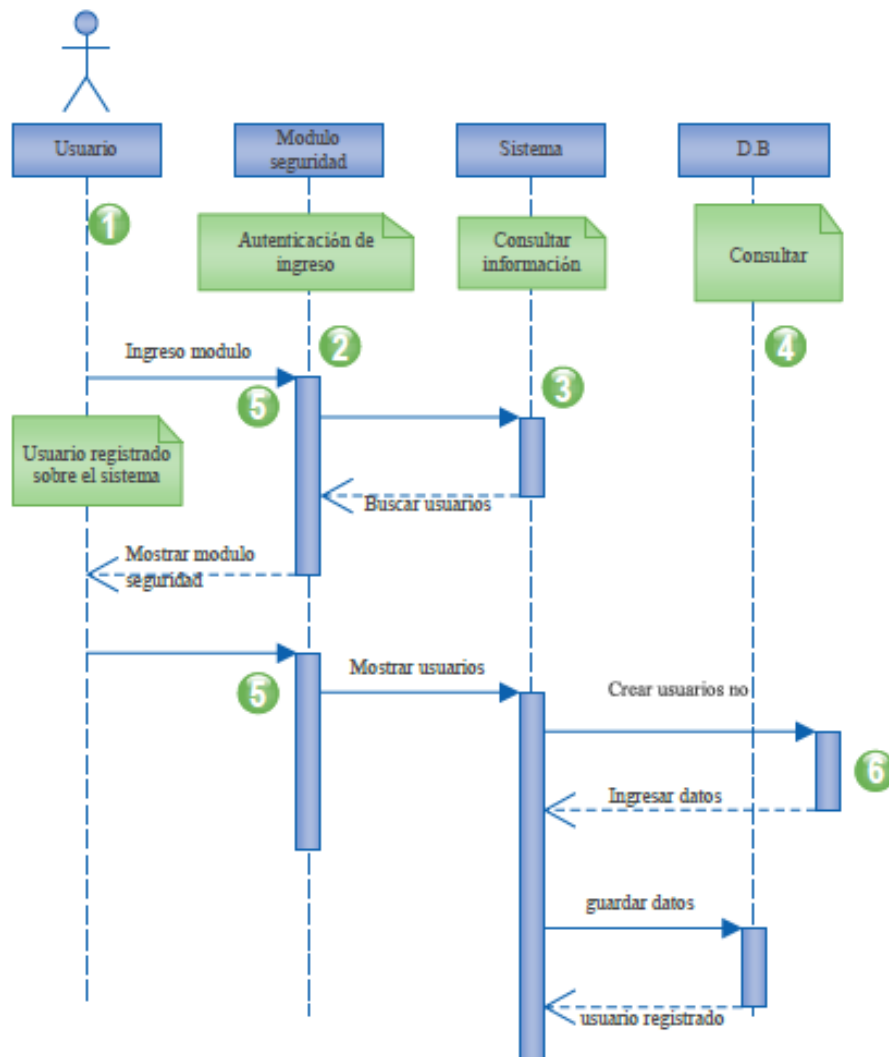 Usuario
Modulo
seguridad
Sistema
D.B
1
Autenticación de
ingreso
Consultar
información
Consultar
Ingreso modulo
2
4
5
3
Usuario registrado
sobre el sistema
Buscar usuarios
Mostrar modulo
seguridad
5
Mostrar usuarios
Crear usuarios no
6
Ingresar datos
guardar datos
usuario registrado